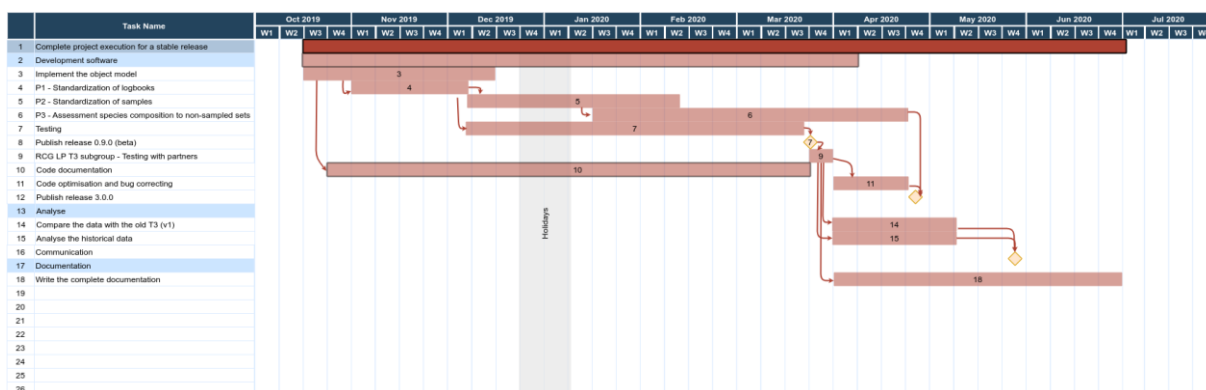 Task Name
Oct 2019 Nov 2019 Dec 2019 Jan 2020 Feb 2020 Mar 2020 Apr 2020 May 2020 Jun 2020 Jul 2020
W1 W2 W3 W4 W1 W2 W3 W4 W1 W2 W3 W4 W1 W2 W3 W4 W1 W2 W3 W4 W1 W2 W3 W4 W1 W2 W3 W4 W1 W2 W3 W4 W1 W2 W3 W4 W1 W2 W3
1 Complete project execution for a stable release
2 Development software
3 Implement the object model 3
4 P1 - Standardization of logbooks 4
5 P2 - Standardization of samples 5
6 P3 - Assessment species composition to non-sampled sets 6
7 Testing 7
8 Publish release 0.9.0 (beta) 7
9 RCG LP T3 subgroup - Testing with partners 9
10 Code documentation 10
11 Code optimisation and bug correcting 11
12 Publish release 3.0.0
13 Analyse
14 Compare the data with the old T3 (v1) 14
15 Analyse the historical data 15
16 Communication
17 Documentation
18 Write the complete documentation 18
19
20
21
22
23
24
25
26
Holidays